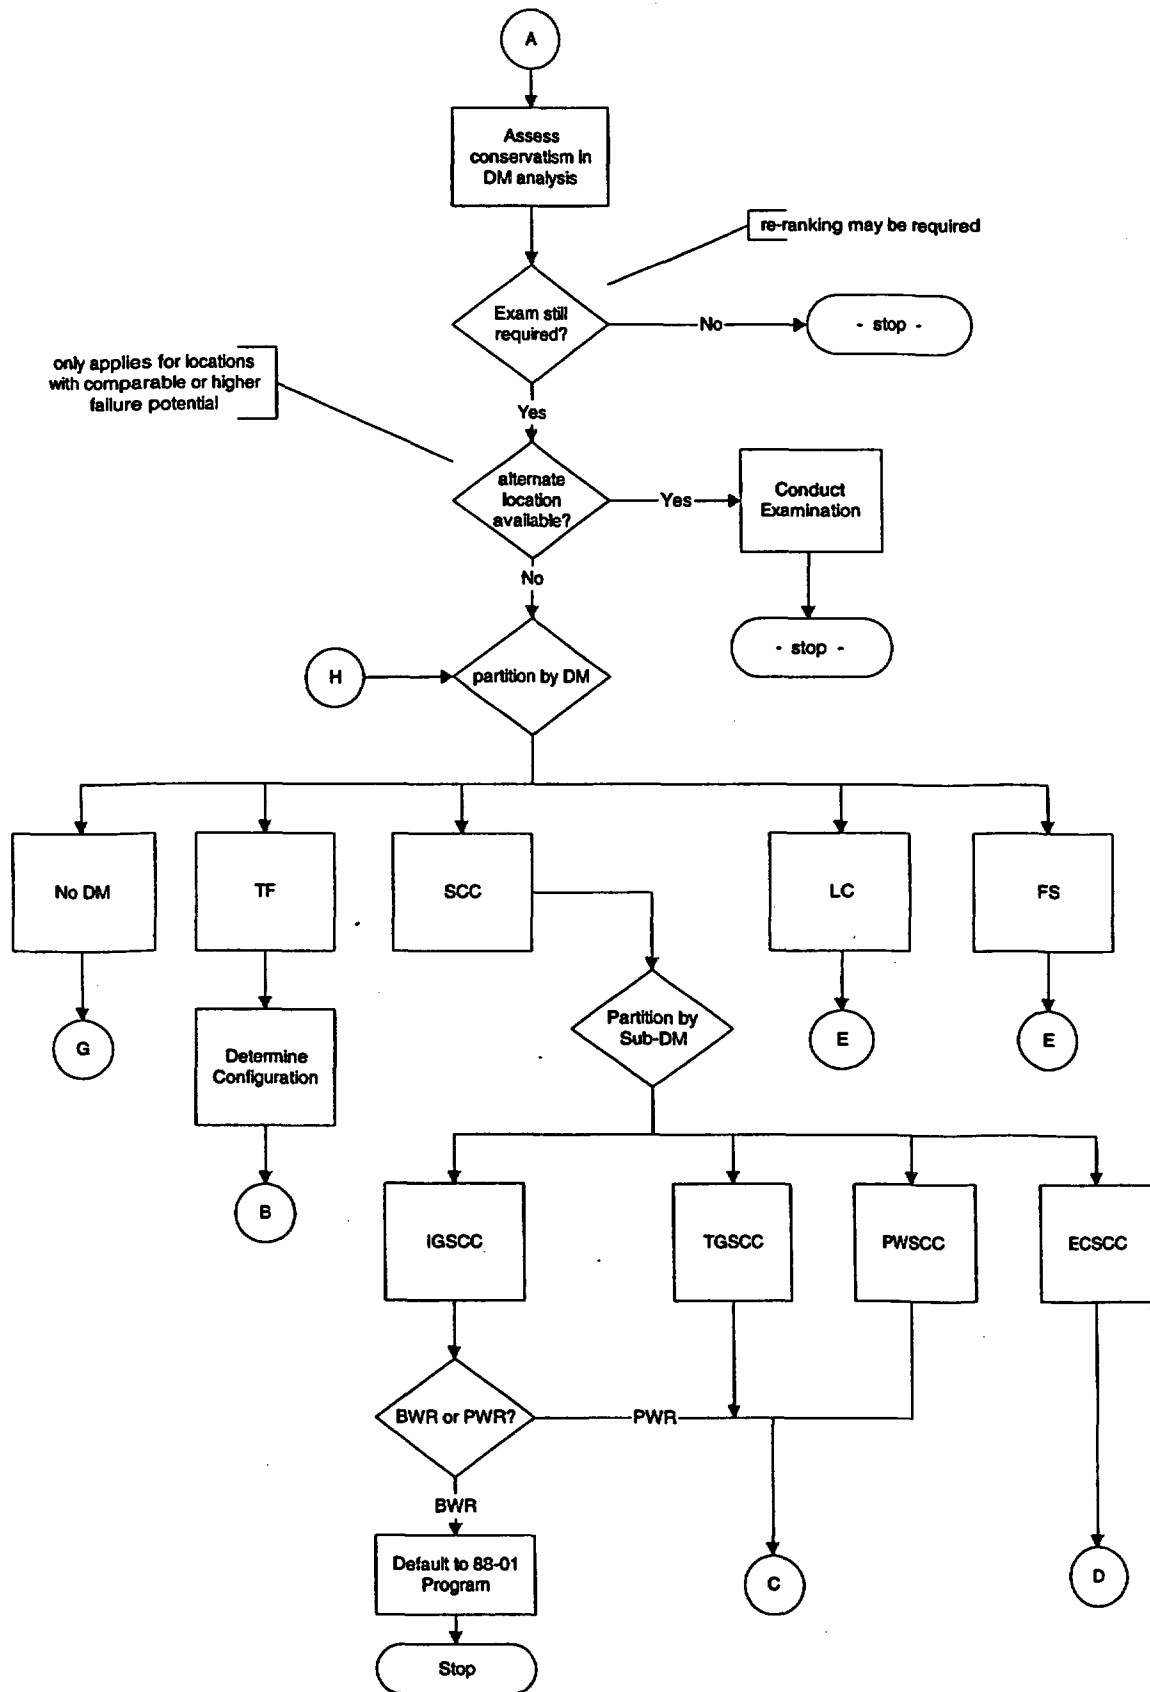 A
Assess
conservatism in
DM analysis
re-ranking may be required
Exam still
required?
No
- stop -
only applies for locations
with comparable or higher
failure potential
Yes
alternate
location
available?
Yes
Conduct
Examination
No
- stop -
H
partition by DM
No DM
TF
SCC
LC
FS
Partition by
Sub-DM
G
Determine
Configuration
E
E
B
IGSCC
TGSCC
PWSCC
ECSCC
BWR or PWR?
PWR
BWR
Default to 88-01
Program
C
D
Stop